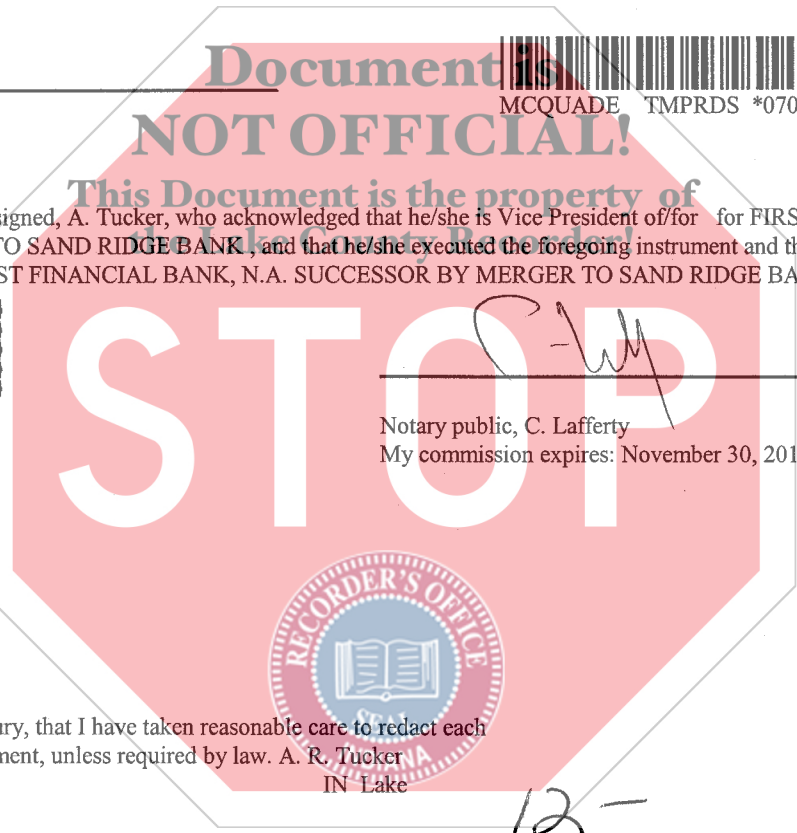 Document is
NOT OFFICIAL!
MCQUADE TMPRDS *070
This Document is the property of
the Lake County Recorder!
signed, A. Tucker, who acknowledged that he/she is Vice President of/for for FIRS
TO SAND RIDGE BANK , and that he/she executed the foregoing instrument and th
ST FINANCIAL BANK, N.A. SUCCESSOR BY MERGER TO SAND RIDGE BA
STOP
Notary public, C. Lafferty
My commission expires: November 30, 201
RECORDER'S OFFICE
SEAL
INDIANA
ury, that I have taken reasonable care to redact each
ment, unless required by law. A. R. Tucker
IN Lake
12 –